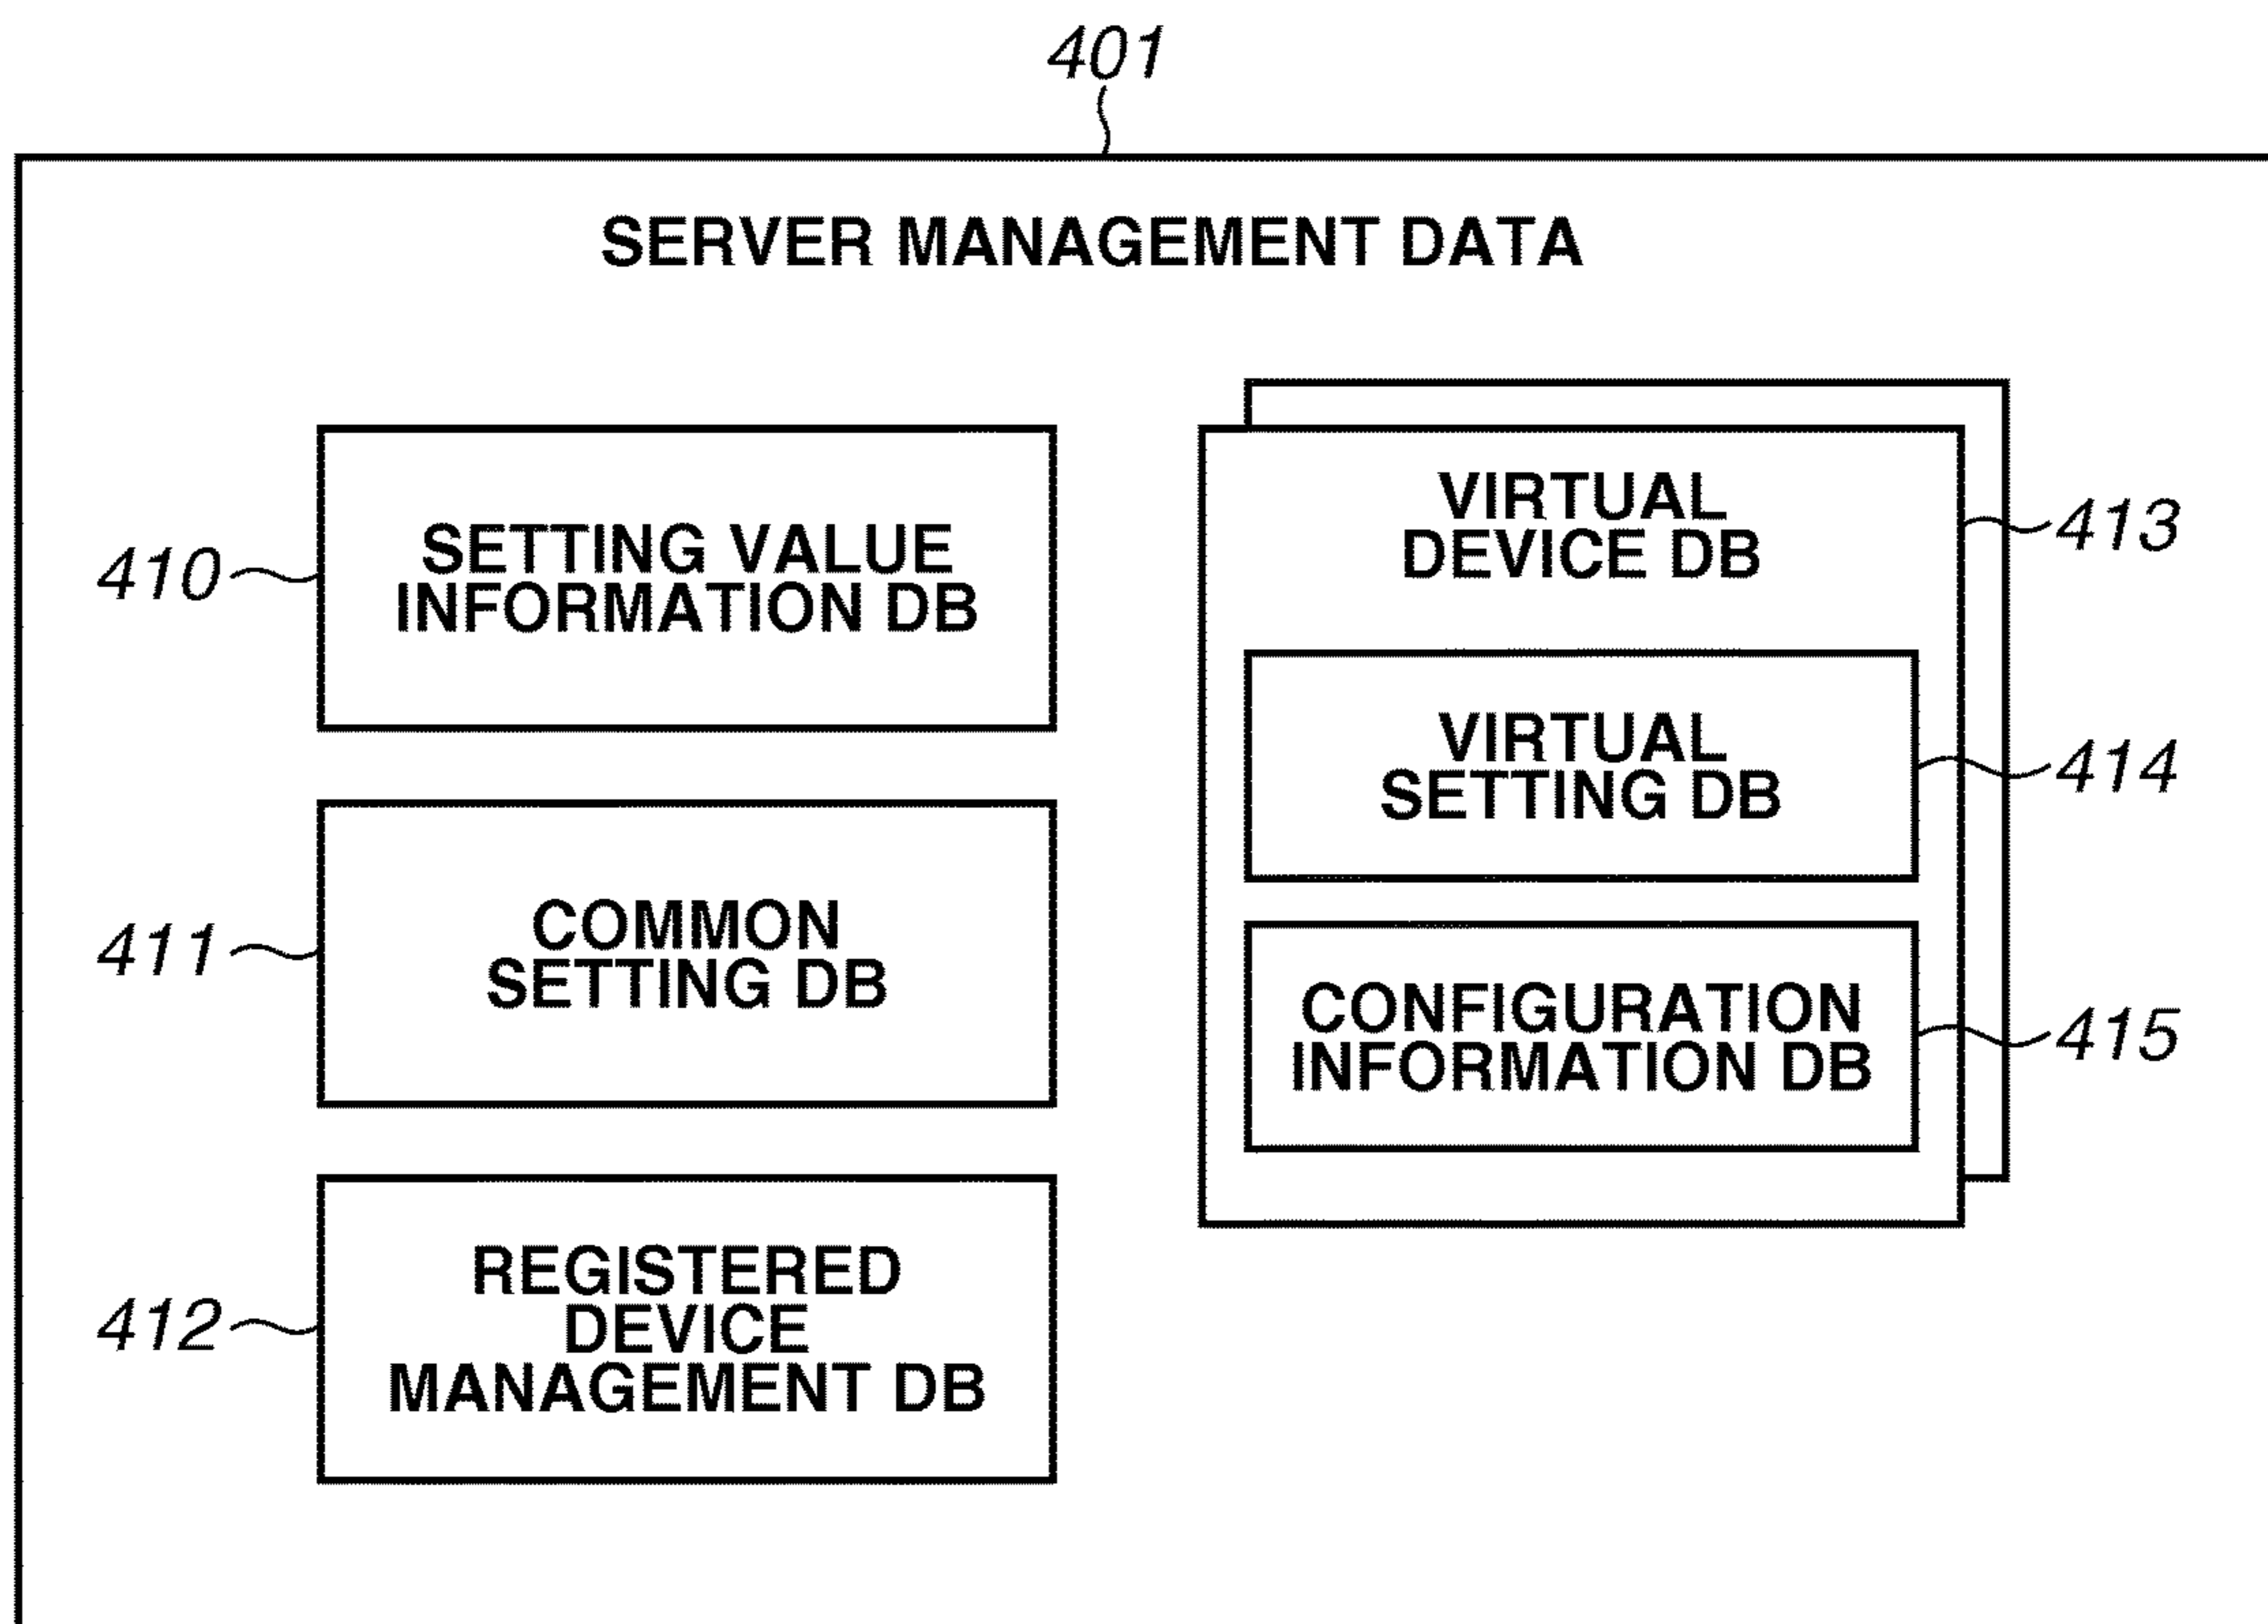 401
SERVER MANAGEMENT DATA
410
SETTING VALUE
INFORMATION DB
411
COMMON
SETTING DB
412
REGISTERED
DEVICE
MANAGEMENT DB
VIRTUAL
DEVICE DB
413
VIRTUAL
SETTING DB
414
CONFIGURATION
INFORMATION DB
415